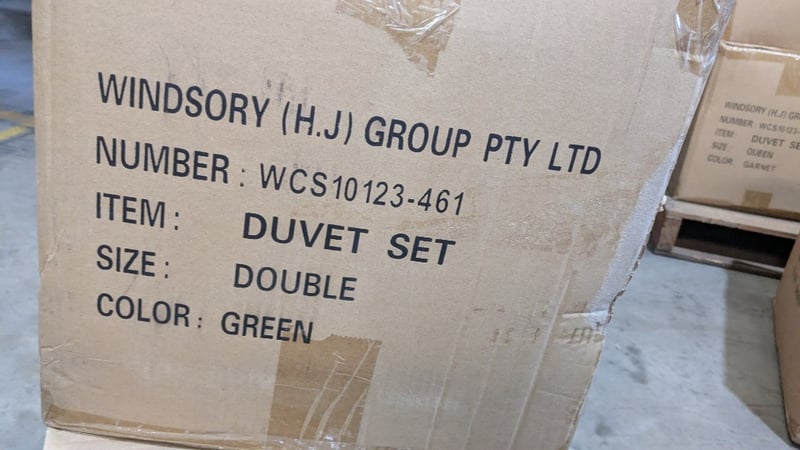 WINDSORY (H.J) GROUP PTY LTD
NUMBER : WCS10123-461
ITEM : DUVET SET
SIZE : DOUBLE
COLOR : GREEN
WINDSORY (H.J) GR
NUMBER WCS10123-
ITEM DUVET SE
SIZE QUEEN
COLOR GARNET